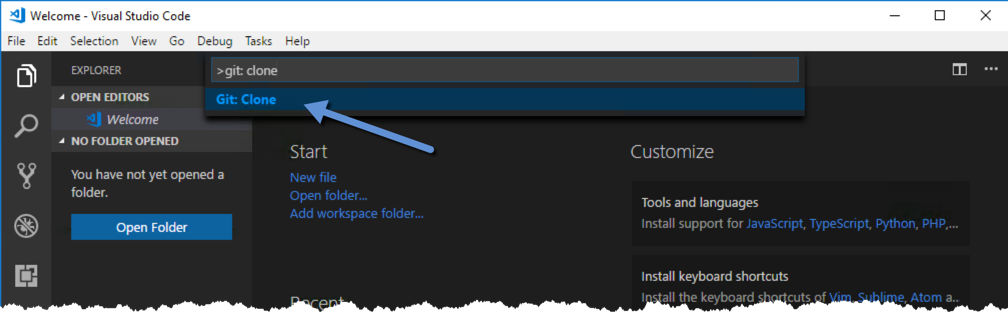 Welcome - Visual Studio Code
File Edit Selection View Go Debug Tasks Help
EXPLORER
>git: clone
Git: Clone
OPEN EDITORS
Welcome
NO FOLDER OPENED
You have not yet opened a
folder.
Open Folder
Start
New file
Open folder...
Add workspace folder...
Recent
Customize
Tools and languages
Install support for JavaScript, TypeScript, Python, PHP,...
Install keyboard shortcuts
Install the keyboard shortcuts of Vim, Sublime, Atom a...